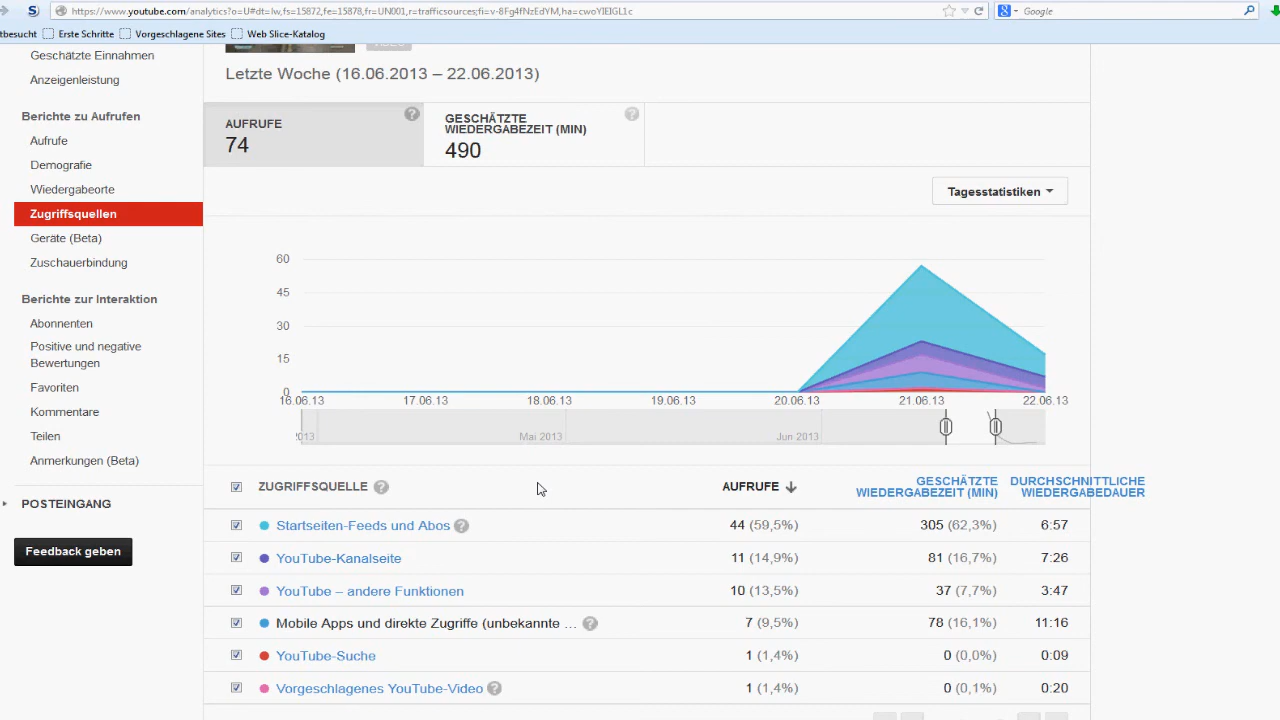 https://www.youtube.com/analytics?o=U#dt=lw,fs=15872,fe=15878,fr=UN001,r=trafficsources;fi=v-8Fg4fNzEdYM,ha=cwoYIEIGL1c
Google
tbesucht
Erste Schritte
Vorgeschlagene Sites
Web Slice-Katalog
Geschätzte Einnahmen
Anzeigenleistung
Berichte zu Aufrufen
Aufrufe
Demografie
Wiedergabeorte
Zugriffsquellen
Geräte (Beta)
Zuschauerbindung
Berichte zur Interaktion
Abonnenten
Positive und negative
Bewertungen
Favoriten
Kommentare
Teilen
Anmerkungen (Beta)
POSTEINGANG
Feedback geben
Letzte Woche (16.06.2013 – 22.06.2013)
AUFRUFE
74
GESCHÄTZTE
WIEDERGABEZEIT (MIN)
490
Tagesstatistiken
60
45
30
15
0
16.06.13 17.06.13 18.06.13 19.06.13 20.06.13 21.06.13 22.06.13
2013 Mai 2013 Jun 2013
ZUGRIFFSQUELLE ? AUFRUFE GESCHÄTZTE WIEDERGABEZEIT (MIN) DURCHSCHNITTLICHE WIEDERGABEDAUER
Startseiten-Feeds und Abos ? 44 (59,5%) 305 (62,3%) 6:57
YouTube-Kanalseite 11 (14,9%) 81 (16,7%) 7:26
YouTube – andere Funktionen 10 (13,5%) 37 (7,7%) 3:47
Mobile Apps und direkte Zugriffe (unbekannte ... ? 7 (9,5%) 78 (16,1%) 11:16
YouTube-Suche 1 (1,4%) 0 (0,0%) 0:09
Vorgeschlagenes YouTube-Video ? 1 (1,4%) 0 (0,1%) 0:20